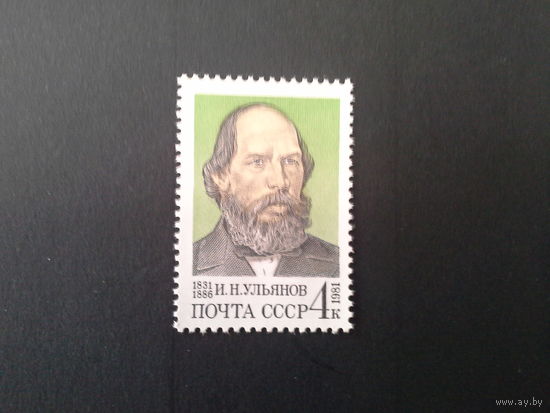 1831
1886 И. Н. УЛЬЯНОВ
ПОЧТА СССР 4к
1981
www.ay.by